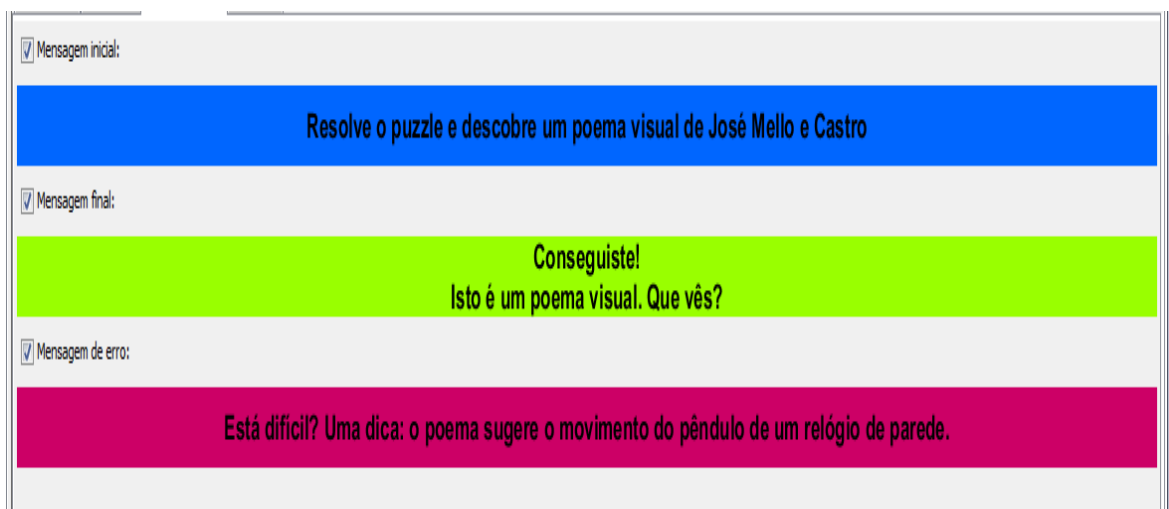 Mensagem inicial:
Resolve o puzzle e descobre um poema visual de José Mello e Castro
Mensagem final:
Conseguiste!
Isto é um poema visual. Que vês?
Mensagem de erro:
Está difícil? Uma dica: o poema sugere o movimento do pêndulo de um relógio de parede.